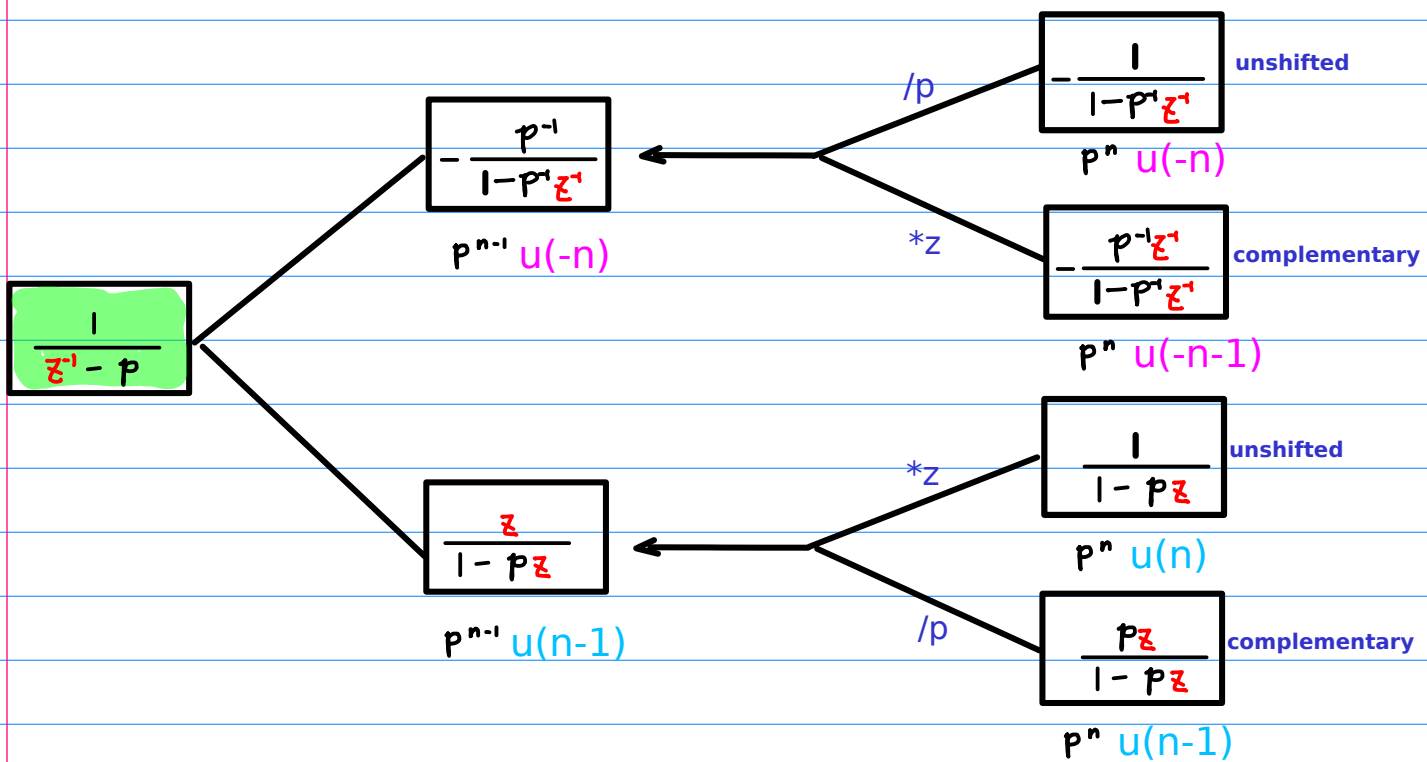 1
z⁻¹ - p
- p⁻¹
1-p⁻¹z⁻¹
pⁿ⁻¹ u(-n)
z
1 - pz
pⁿ⁻¹ u(n-1)
/p
*z
- 1
1-p⁻¹z⁻¹
unshifted
pⁿ u(-n)
- p⁻¹z⁻¹
1-p⁻¹z⁻¹
complementary
pⁿ u(-n-1)
*z
/p
1
1 - pz
unshifted
pⁿ u(n)
pz
1 - pz
complementary
pⁿ u(n-1)